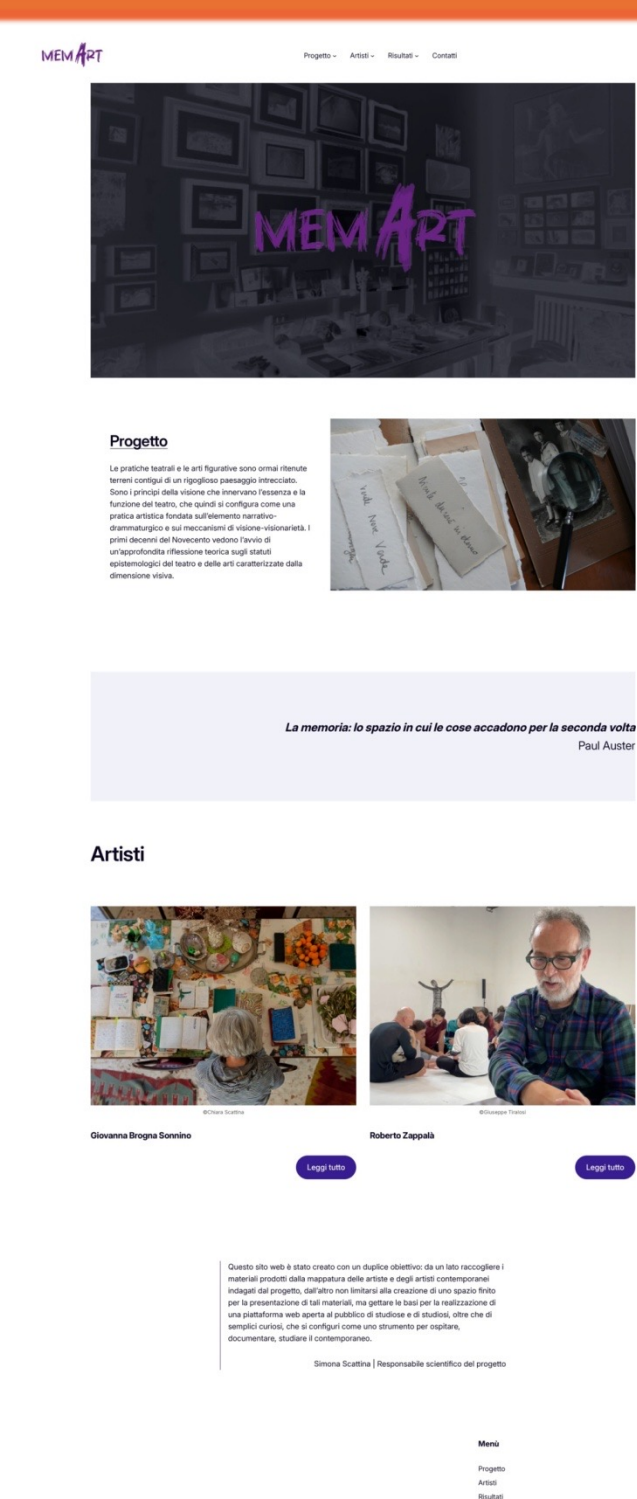 MEMART
Progetto Artisti Risultati Contatti
MEMART
Progetto
Le pratiche teatrali e le arti figurative sono ormai ritenute
terreni contigui di un rigoglioso paesaggio intrecciato.
Sono i principi della visione che innervano l'essenza e la
funzione del teatro, che quindi si configura come una
pratica artistica fondata sull'elemento narrativo-
drammaturgico e sui meccanismi di visione-visionarietà. I
primi decenni del Novecento vedono l'avvio di
un'approfondita riflessione teorica sugli statuti
epistemologici del teatro e delle arti caratterizzate dalla
dimensione visiva.
La memoria: lo spazio in cui le cose accadono per la seconda volta
Paul Auster
Artisti
©Chiara Scattina
©Giuseppe Tiralosi
Giovanna Brogna Sonnino
Roberto Zappalà
Leggi tutto
Leggi tutto
Questo sito web è stato creato con un duplice obiettivo: da un lato raccogliere i
materiali prodotti dalla mappatura delle artiste e degli artisti contemporanei
indagati dal progetto, dall'altro non limitarsi alla creazione di uno spazio finito
per la presentazione di tali materiali, ma gettare le basi per la realizzazione di
una piattaforma web aperta al pubblico di studiose e di studiosi, oltre che di
semplici curiosi, che si configuri come uno strumento per ospitare,
documentare, studiare il contemporaneo.
Simona Scattina | Responsabile scientifico del progetto
Menù
Progetto
Artisti
Risultati